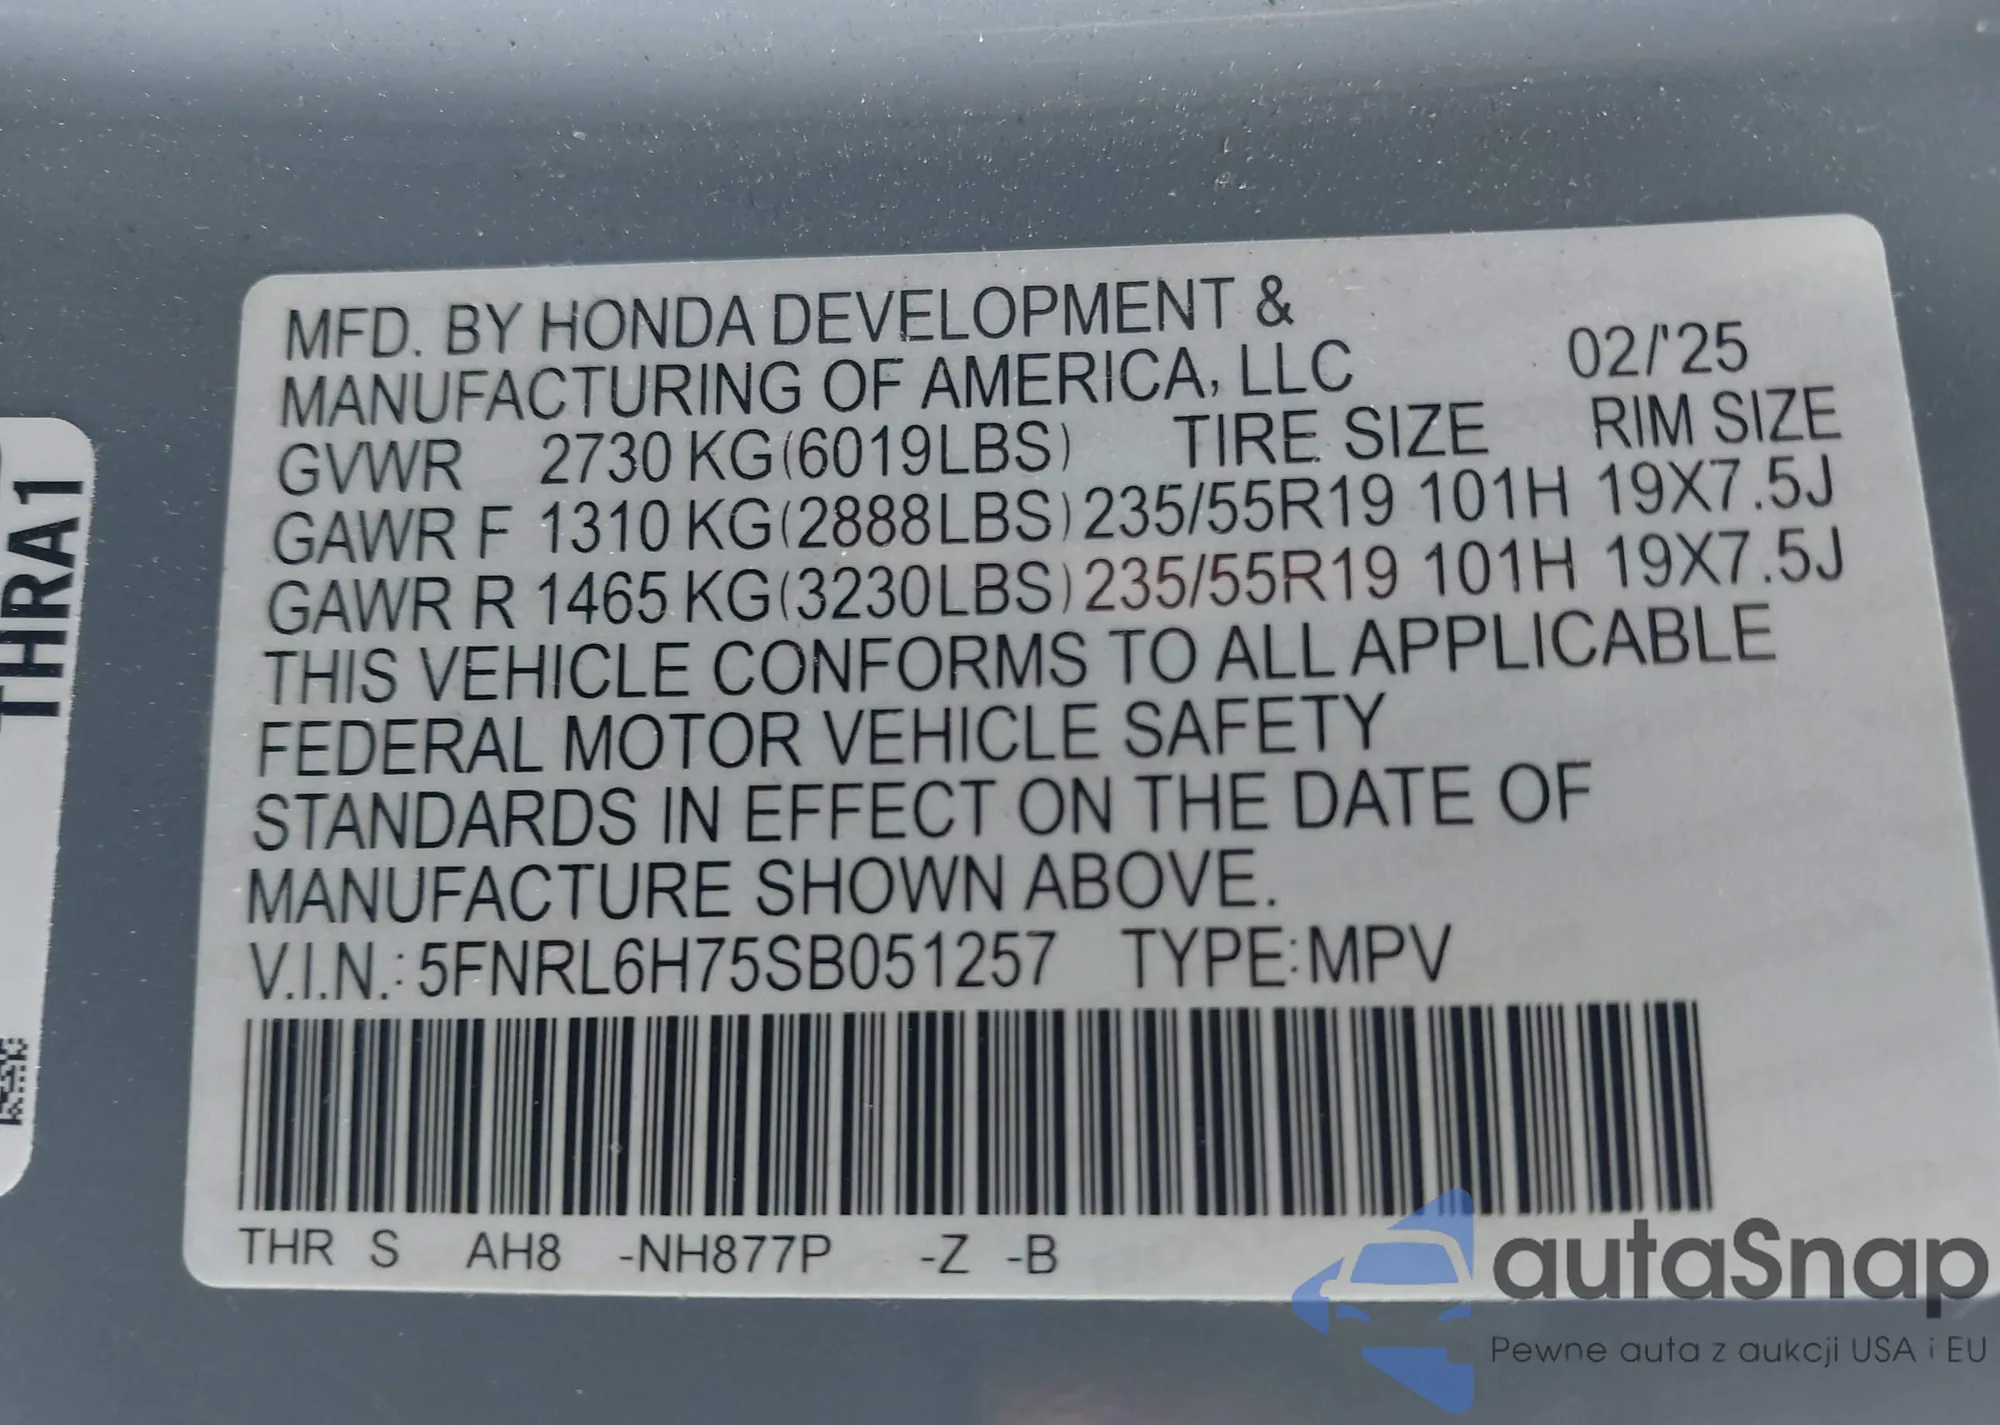 MFD. BY HONDA DEVELOPMENT &
MANUFACTURING OF AMERICA, LLC 02/'25
GVWR 2730 KG(6019LBS) TIRE SIZE RIM SIZE
GAWR F 1310 KG(2888LBS) 235/55R19 101H 19X7.5J
GAWR R 1465 KG(3230LBS) 235/55R19 101H 19X7.5J
THIS VEHICLE CONFORMS TO ALL APPLICABLE
FEDERAL MOTOR VEHICLE SAFETY
STANDARDS IN EFFECT ON THE DATE OF
MANUFACTURE SHOWN ABOVE.
V.I.N.: 5FNRL6H75SB051257 TYPE:MPV
THR S AH8 -NH877P -Z -B
THRA1
autaSnap
Pewne auta z aukcji USA i EU